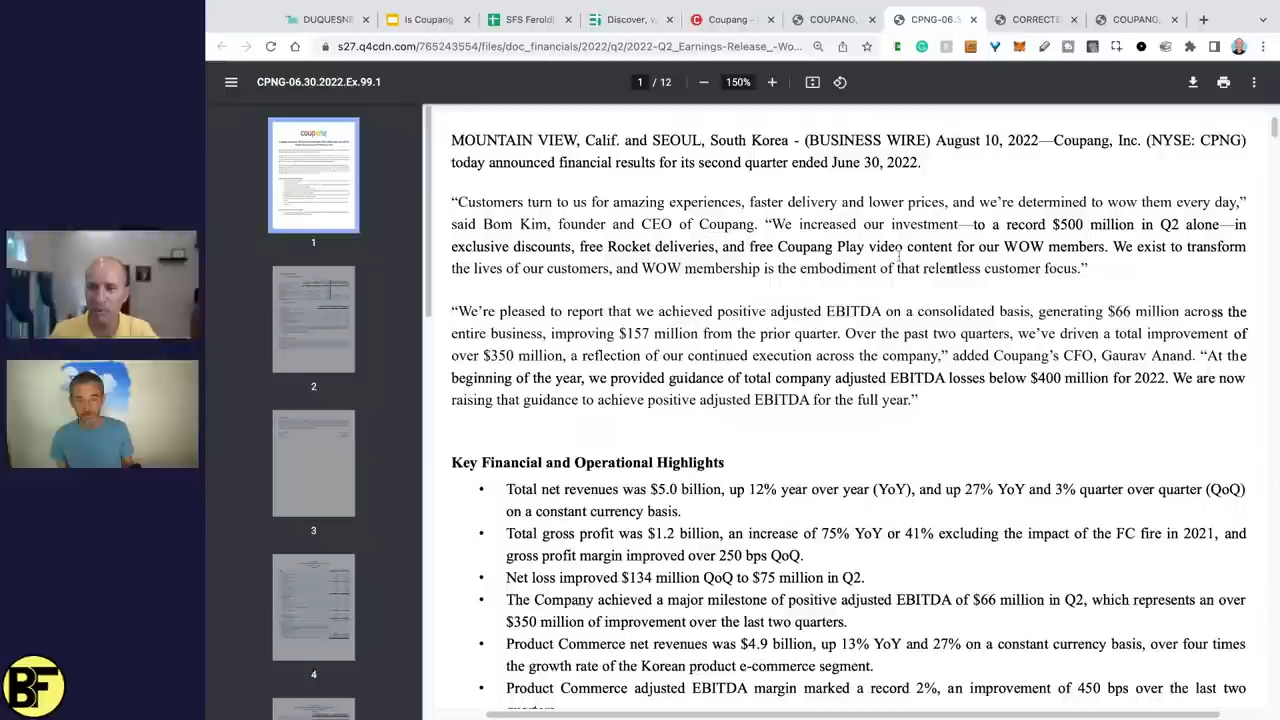 DUQUESNE
Is Coupang
SFS Ferold
Discover, w
Coupang -
COUPANG,
CPNG-06.3
CORRECTE
COUPANG,
s27.q4cdn.com/765243554/files/doc_financials/2022/q2/2022-Q2_Earnings-Release_-Wo...
CPNG-06.30.2022.Ex.99.1
1 / 12
150%
coupang
1
2
3
4
MOUNTAIN VIEW, Calif. and SEOUL, South Korea - (BUSINESS WIRE) August 10, 2022—Coupang, Inc. (NYSE: CPNG)
today announced financial results for its second quarter ended June 30, 2022.
“Customers turn to us for amazing experience, faster delivery and lower prices, and we’re determined to wow them every day,”
said Bom Kim, founder and CEO of Coupang. “We increased our investment—to a record $500 million in Q2 alone—in
exclusive discounts, free Rocket deliveries, and free Coupang Play video content for our WOW members. We exist to transform
the lives of our customers, and WOW membership is the embodiment of that relentless customer focus.”
“We’re pleased to report that we achieved positive adjusted EBITDA on a consolidated basis, generating $66 million across the
entire business, improving $157 million from the prior quarter. Over the past two quarters, we’ve driven a total improvement of
over $350 million, a reflection of our continued execution across the company,” added Coupang’s CFO, Gaurav Anand. “At the
beginning of the year, we provided guidance of total company adjusted EBITDA losses below $400 million for 2022. We are now
raising that guidance to achieve positive adjusted EBITDA for the full year.”
Key Financial and Operational Highlights
• Total net revenues was $5.0 billion, up 12% year over year (YoY), and up 27% YoY and 3% quarter over quarter (QoQ)
on a constant currency basis.
• Total gross profit was $1.2 billion, an increase of 75% YoY or 41% excluding the impact of the FC fire in 2021, and
gross profit margin improved over 250 bps QoQ.
• Net loss improved $134 million QoQ to $75 million in Q2.
• The Company achieved a major milestone of positive adjusted EBITDA of $66 million in Q2, which represents an over
$350 million of improvement over the last two quarters.
• Product Commerce net revenues was $4.9 billion, up 13% YoY and 27% on a constant currency basis, over four times
the growth rate of the Korean product e-commerce segment.
• Product Commerce adjusted EBITDA margin marked a record 2%, an improvement of 450 bps over the last two
quarters.
BF